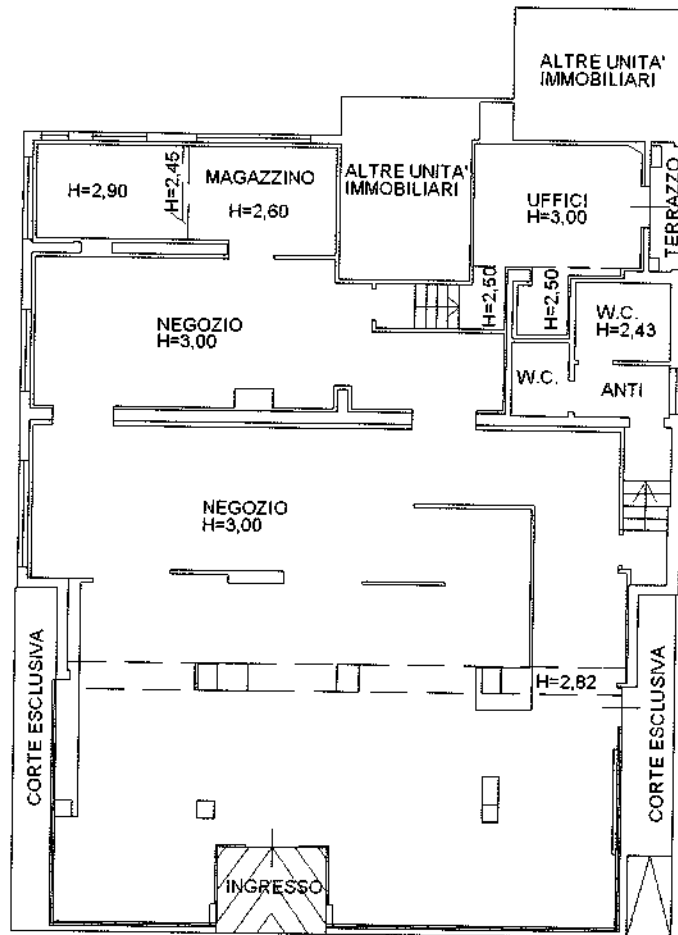 ALTRE UNITA'
IMMOBILIARI
H=2,90
H=2,45
MAGAZZINO
H=2,60
ALTRE UNITA'
IMMOBILIARI
UFFICI
H=3,00
TERRAZZO
NEGOZIO
H=3,00
H=2,50
H=2,50
W.C.
H=2,43
W.C.
ANTI
NEGOZIO
H=3,00
H=2,82
CORTE ESCLUSIVA
CORTE ESCLUSIVA
INGRESSO